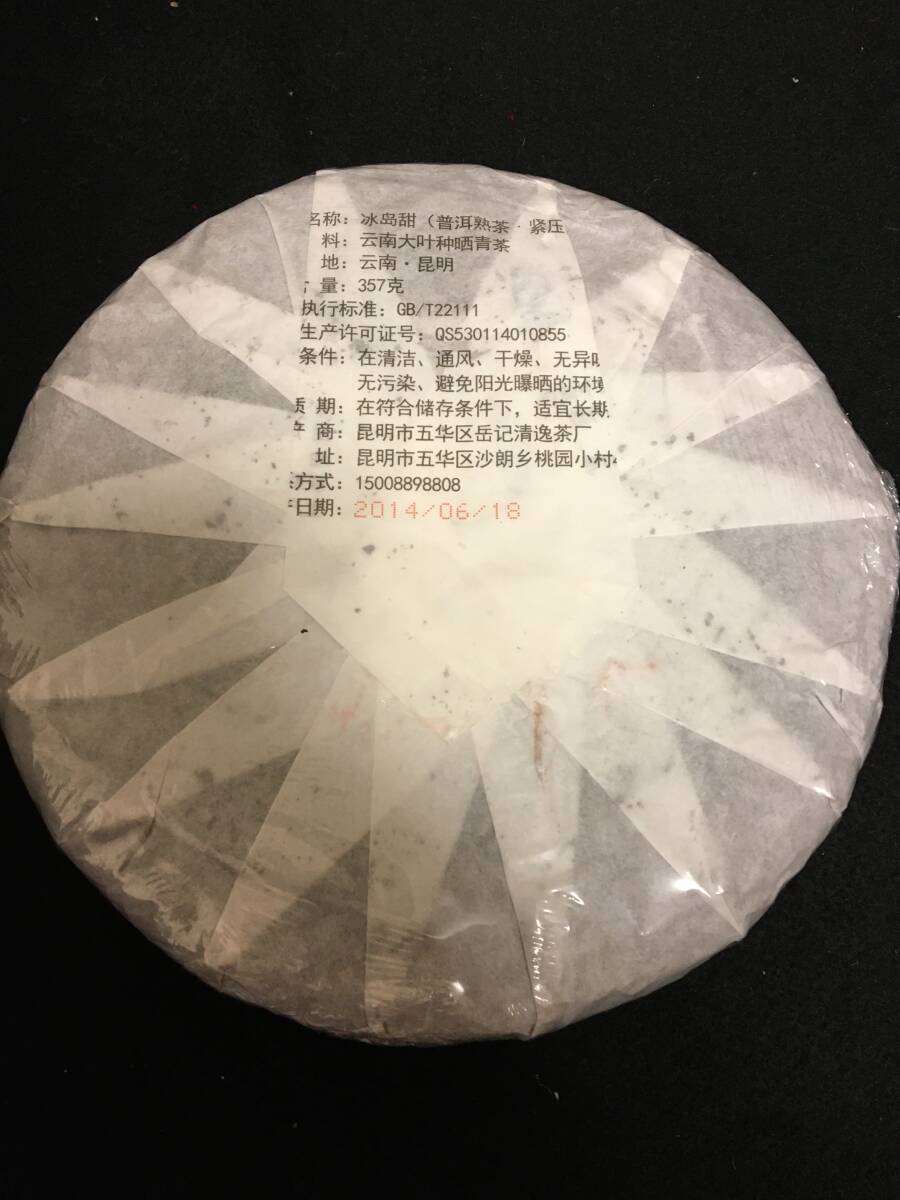 名称：冰岛甜（普洱熟茶·紧压
料：云南大叶种晒青茶
地：云南·昆明
量：357克
执行标准：GB/T22111
生产许可证号：QS530114010855
条件：在清洁、通风、干燥、无异
无污染、避免阳光曝晒的环境
质 期：在符合储存条件下，适宜长期
产 商：昆明市五华区岳记清逸茶厂
址：昆明市五华区沙朗乡桃园小村
方式：15008898808
日期：2014/06/18